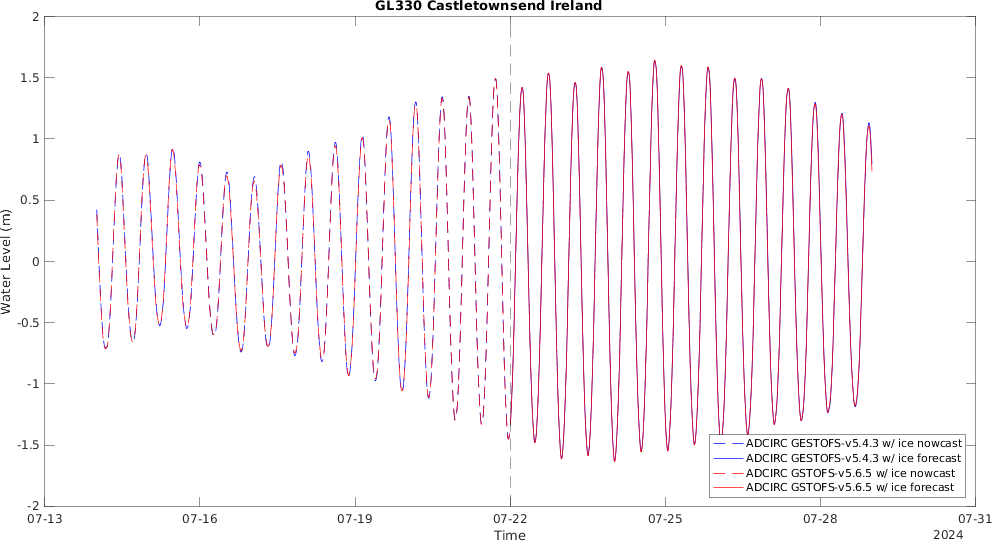 GL330 Castletownsend Ireland
2
1.5
1
0.5
0
-0.5
-1
-1.5
-2
Water Level (m)
ADCIRC GESTOFS-v5.4.3 w/ ice nowcast
ADCIRC GESTOFS-v5.4.3 w/ ice forecast
ADCIRC GSTOFS-v5.6.5 w/ ice nowcast
ADCIRC GSTOFS-v5.6.5 w/ ice forecast
07-13 07-16 07-19 07-22 07-25 07-28 07-31
Time
2024